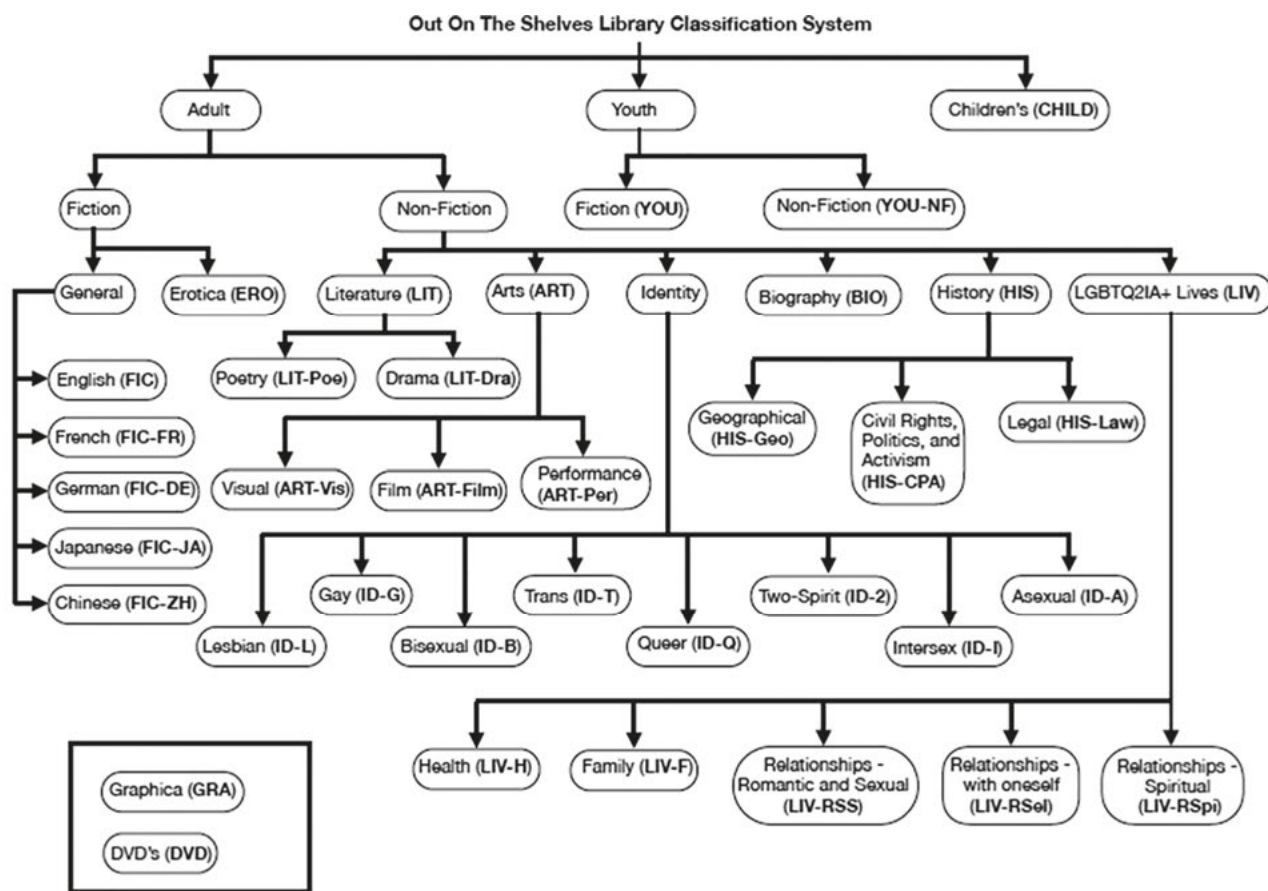 Out On The Shelves Library Classification System
Adult
Youth
Children's (CHILD)
Fiction
Non-Fiction
Fiction (YOU)
Non-Fiction (YOU-NF)
General
Erotica (ERO)
Literature (LIT)
Arts (ART)
Identity
Biography (BIO)
History (HIS)
LGBTQ2IA+ Lives (LIV)
English (FIC)
French (FIC-FR)
German (FIC-DE)
Japanese (FIC-JA)
Chinese (FIC-ZH)
Poetry (LIT-Poe)
Drama (LIT-Dra)
Visual (ART-Vis)
Film (ART-Film)
Performance
(ART-Per)
Geographical
(HIS-Geo)
Civil Rights,
Politics, and
Activism
(HIS-CPA)
Legal (HIS-Law)
Lesbian (ID-L)
Gay (ID-G)
Bisexual (ID-B)
Trans (ID-T)
Queer (ID-Q)
Two-Spirit (ID-2)
Intersex (ID-I)
Asexual (ID-A)
Health (LIV-H)
Family (LIV-F)
Relationships -
Romantic and Sexual
(LIV-RSS)
Relationships -
with oneself
(LIV-RSel)
Relationships -
Spiritual
(LIV-RSpi)
Graphica (GRA)
DVD's (DVD)